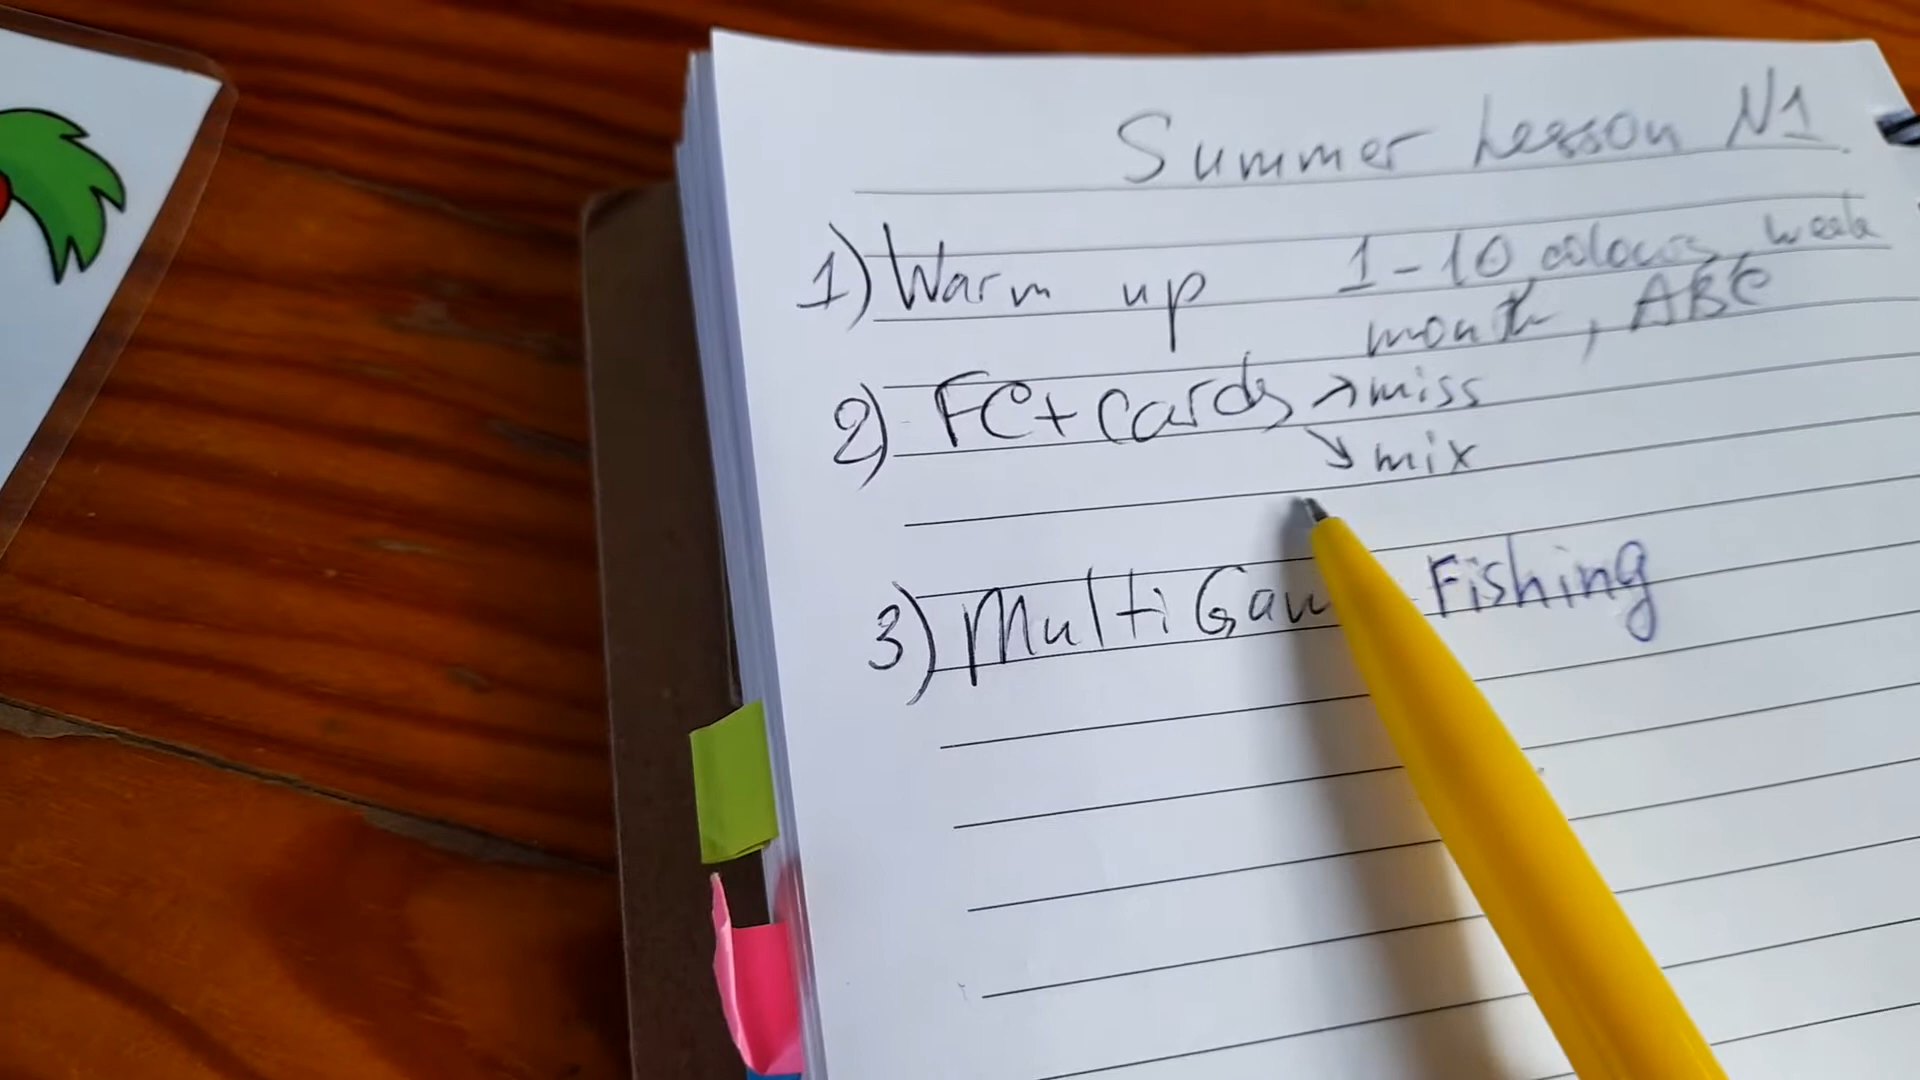 Summer Lesson N1.
1) Warm up 1-10, colours, week
month, ABC
2) FC+ cards ↗ miss
↘ mix
3) Multi Fishing